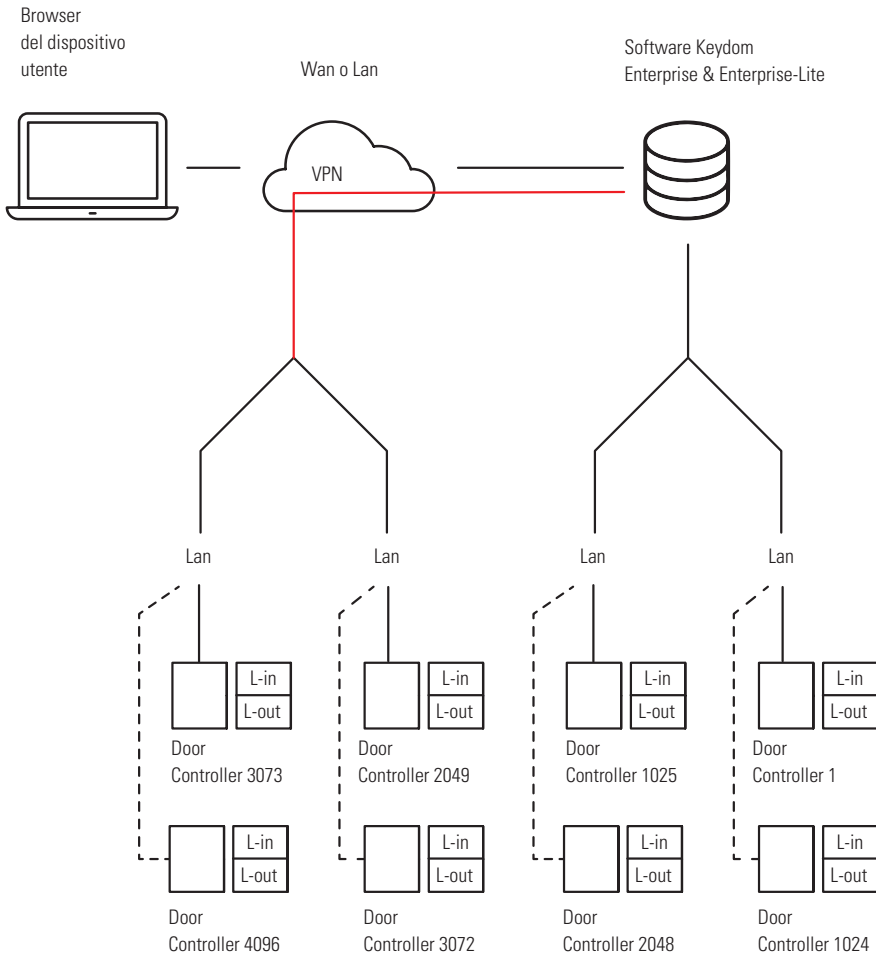 Browser
del dispositivo
utente
Wan o Lan
Software Keydom
Enterprise & Enterprise-Lite
VPN
Lan
Lan
Lan
Lan
L-in
L-out
L-in
L-out
L-in
L-out
L-in
L-out
Door
Controller 3073
Door
Controller 2049
Door
Controller 1025
Door
Controller 1
L-in
L-out
L-in
L-out
L-in
L-out
L-in
L-out
Door
Controller 4096
Door
Controller 3072
Door
Controller 2048
Door
Controller 1024